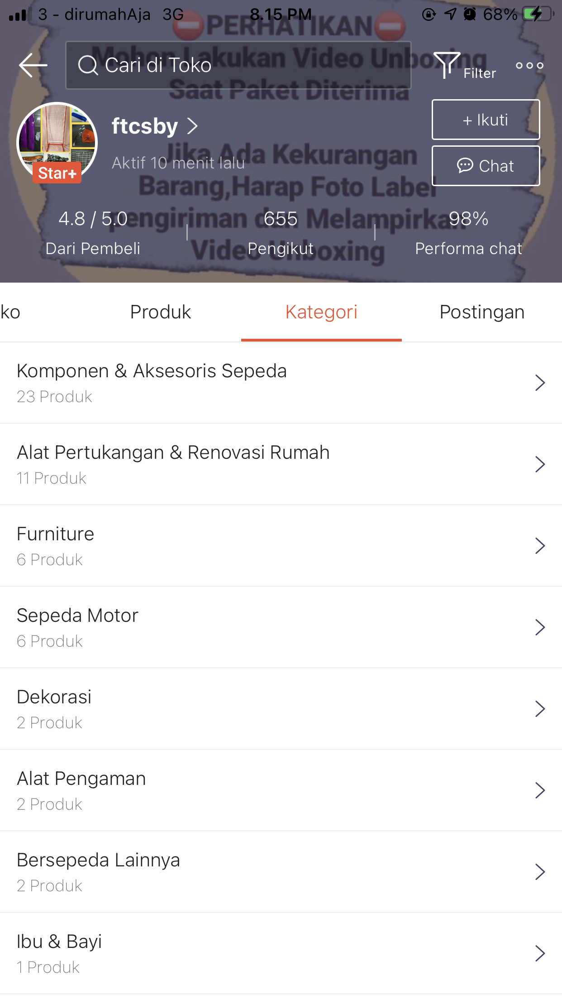 3 - dirumahAja 3G 8.15 PM 68%
⛔PERHATIKAN⛔
Mohon Lakukan Video Unboxing
Cari di Toko
Filter
Saat Paket Diterima
ftcsby
+ Ikuti
Jika Ada Kekurangan
Aktif 10 menit lalu
Chat
Star+
Barang,Harap Foto Label
4.8 / 5.0
655
98%
pengiriman dan Melampirkan
Dari Pembeli
Pengikut
Performa chat
Video Unboxing
ko
Produk
Kategori
Postingan
Komponen & Aksesoris Sepeda
23 Produk
Alat Pertukangan & Renovasi Rumah
11 Produk
Furniture
6 Produk
Sepeda Motor
6 Produk
Dekorasi
2 Produk
Alat Pengaman
2 Produk
Bersepeda Lainnya
2 Produk
Ibu & Bayi
1 Produk